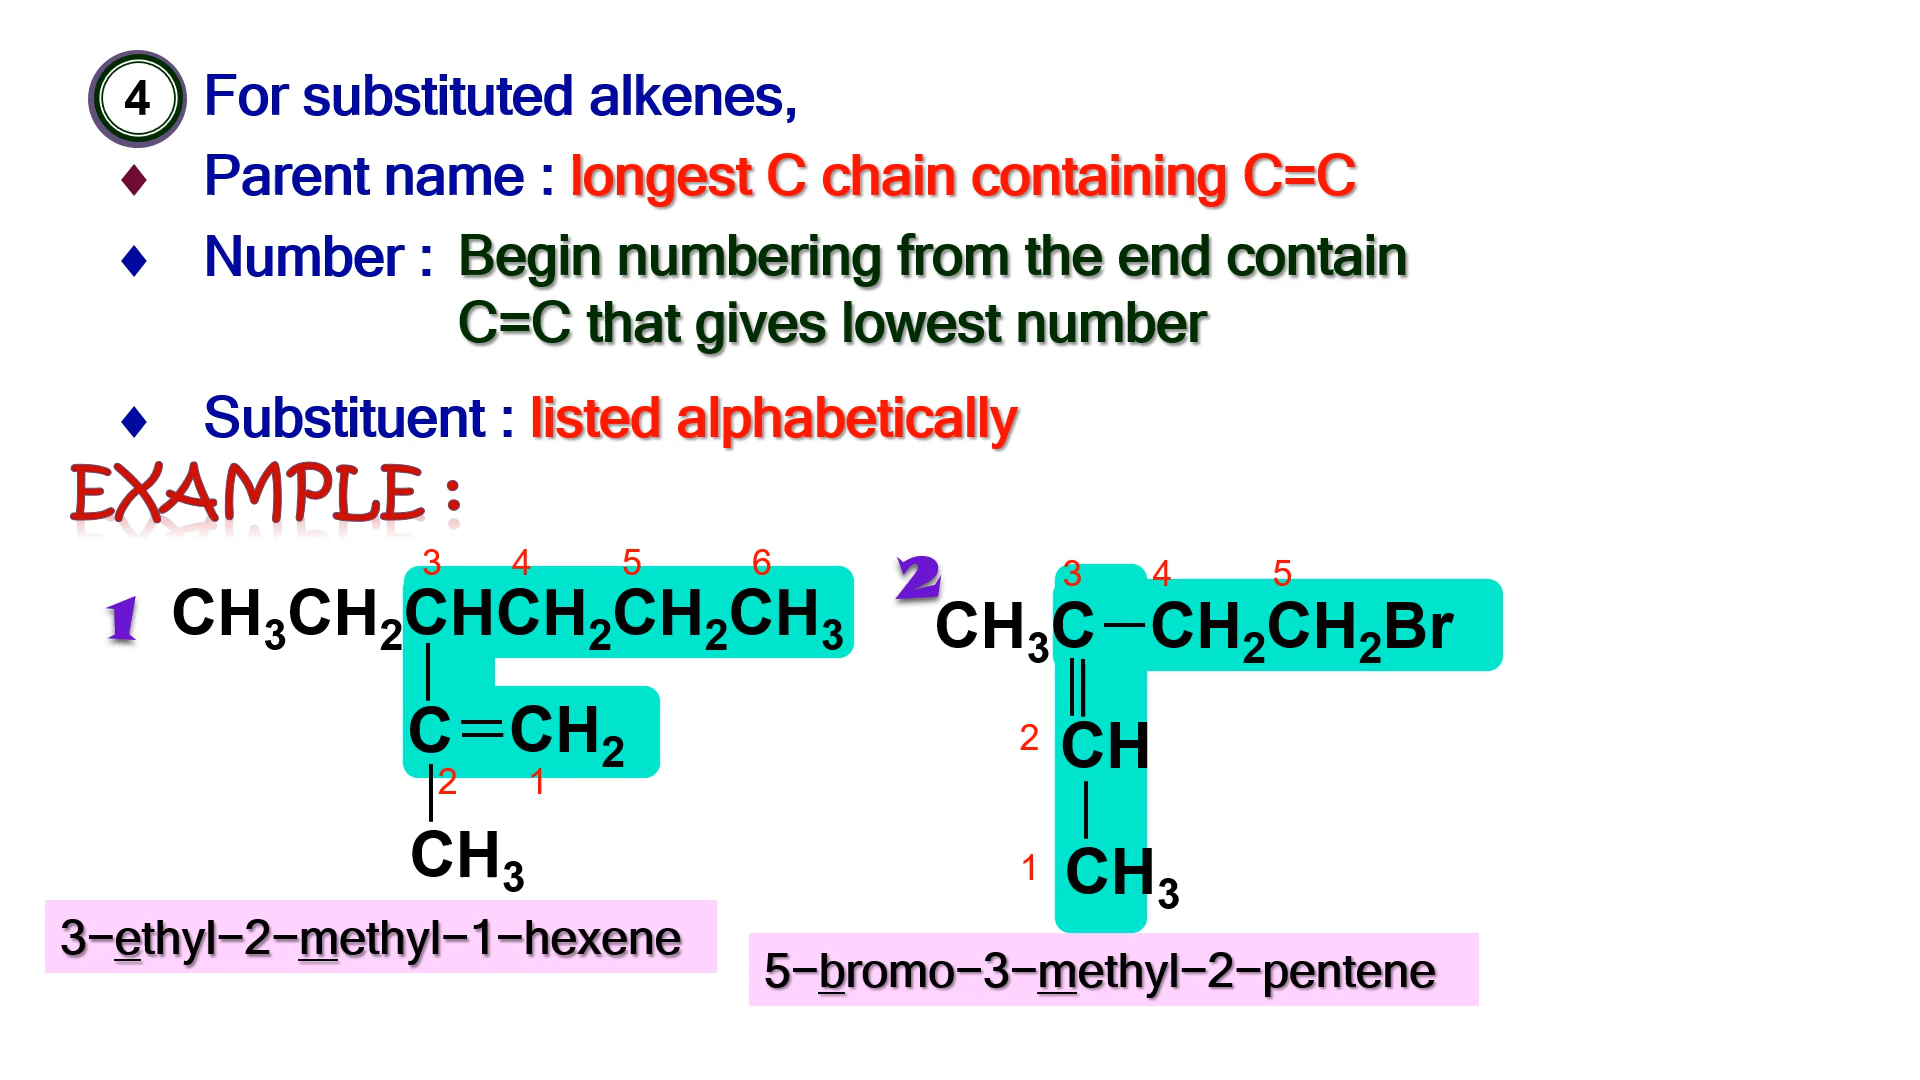 4 For substituted alkenes,
♦ Parent name : longest C chain containing C=C
♦ Number : Begin numbering from the end contain
C=C that gives lowest number
♦ Substituent : listed alphabetically
EXAMPLE :
1
3 4 5 6
CH₃CH₂CHCH₂CH₂CH₃
C=CH₂
2 1
CH₃
3-ethyl-2-methyl-1-hexene
2
3 4 5
CH₃C–CH₂CH₂Br
2 CH
1 CH₃
5-bromo-3-methyl-2-pentene